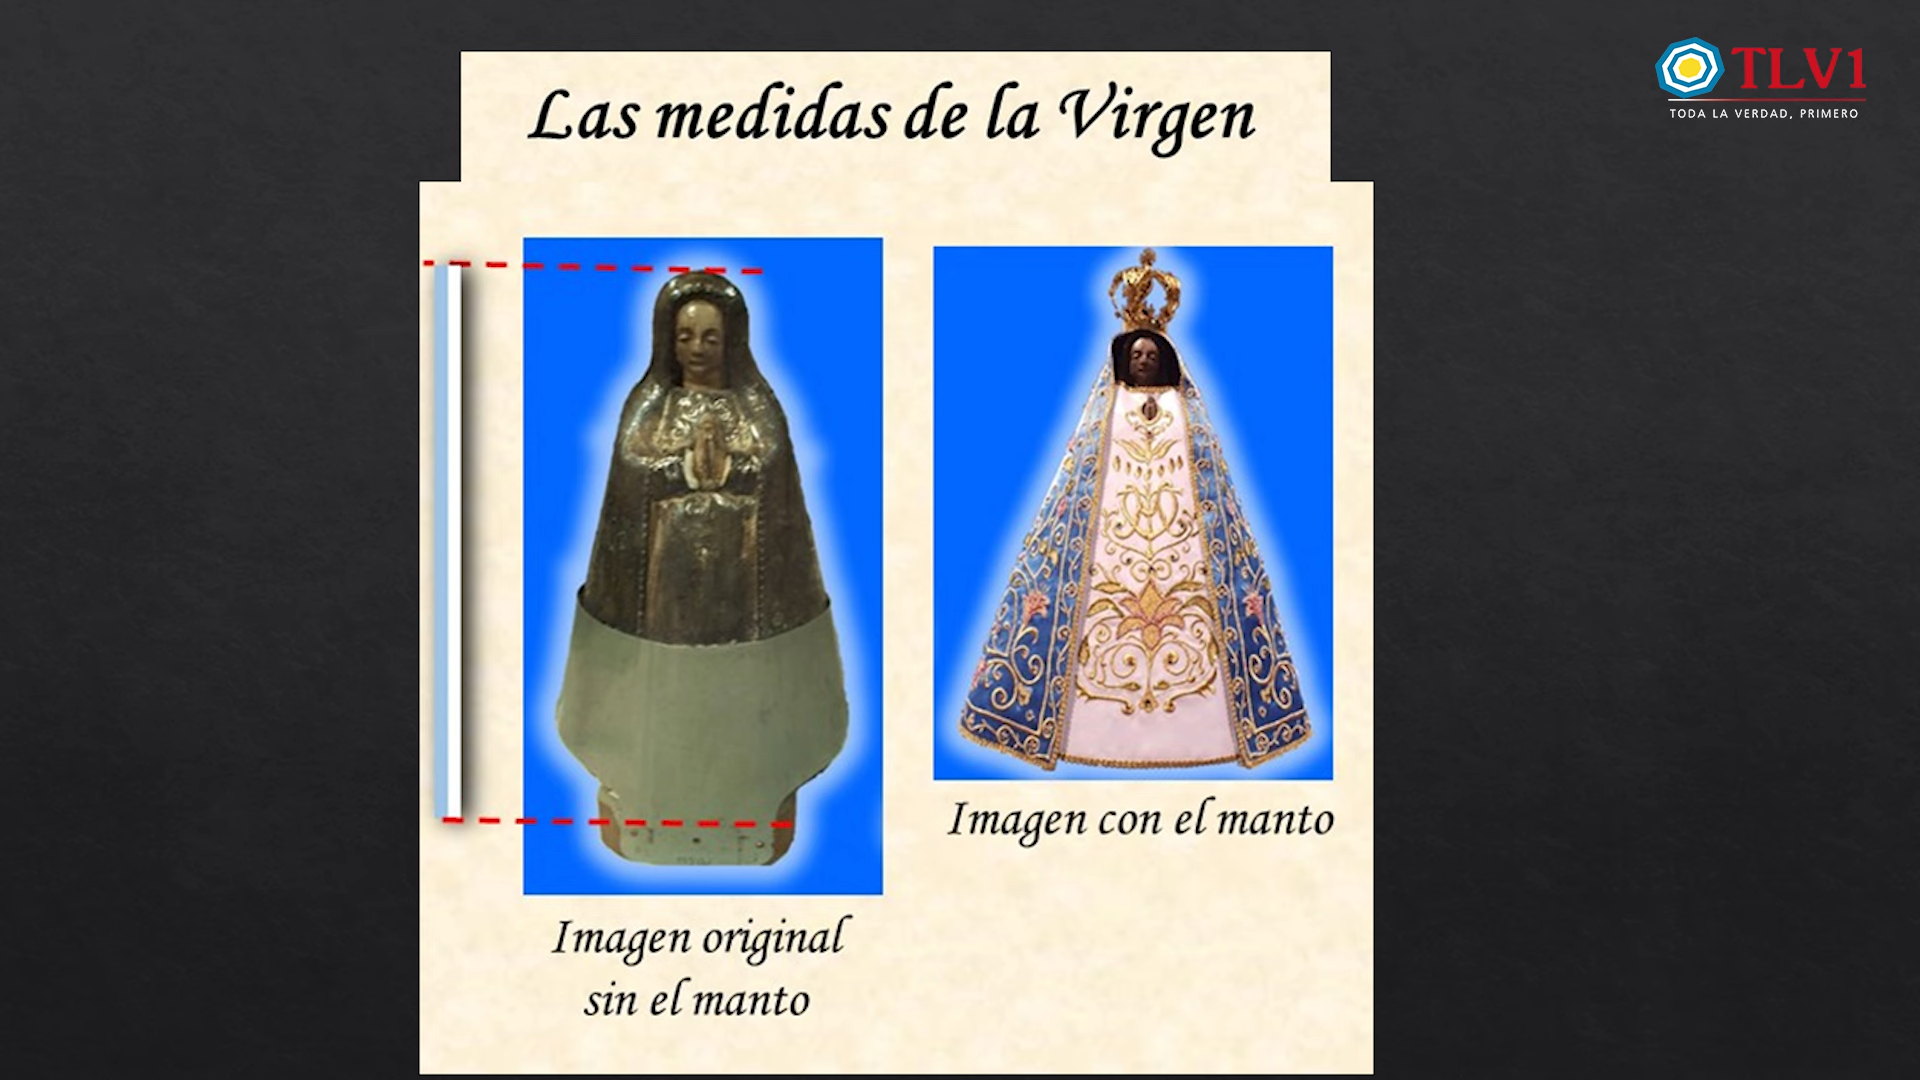 Las medidas de la Virgen
TLV1
TODA LA VERDAD, PRIMERO
Imagen con el manto
Imagen original
sin el manto